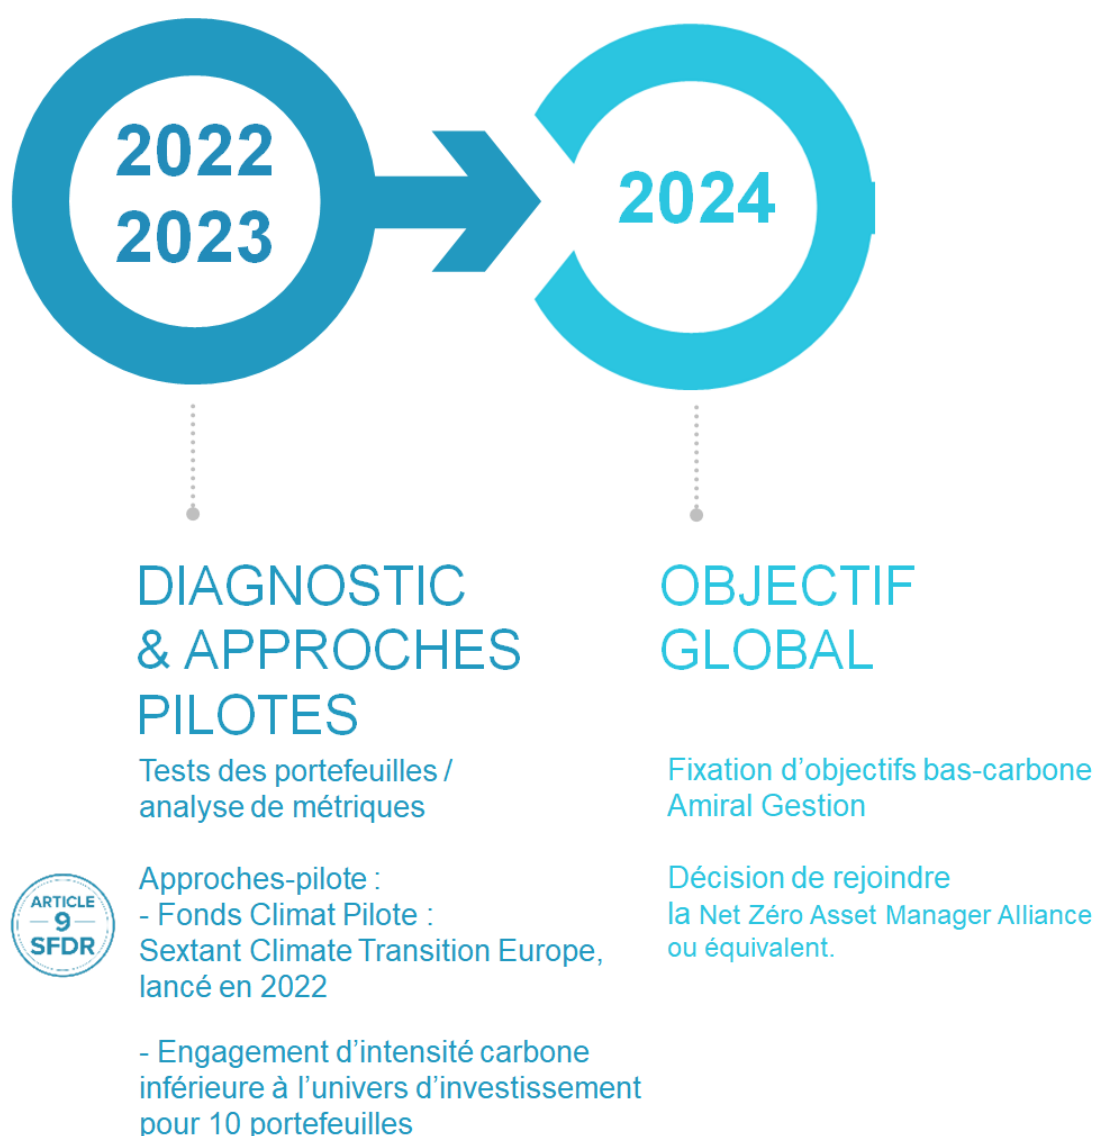 2022
2023
2024
DIAGNOSTIC
& APPROCHES
PILOTES
Tests des portefeuilles /
analyse de métriques
ARTICLE
9
SFDR
Approches-pilote :
- Fonds Climat Pilote :
Sextant Climate Transition Europe,
lancé en 2022
- Engagement d’intensité carbone
inférieure à l’univers d’investissement
pour 10 portefeuilles
OBJECTIF
GLOBAL
Fixation d’objectifs bas-carbone
Amiral Gestion
Décision de rejoindre
la Net Zéro Asset Manager Alliance
ou équivalent.